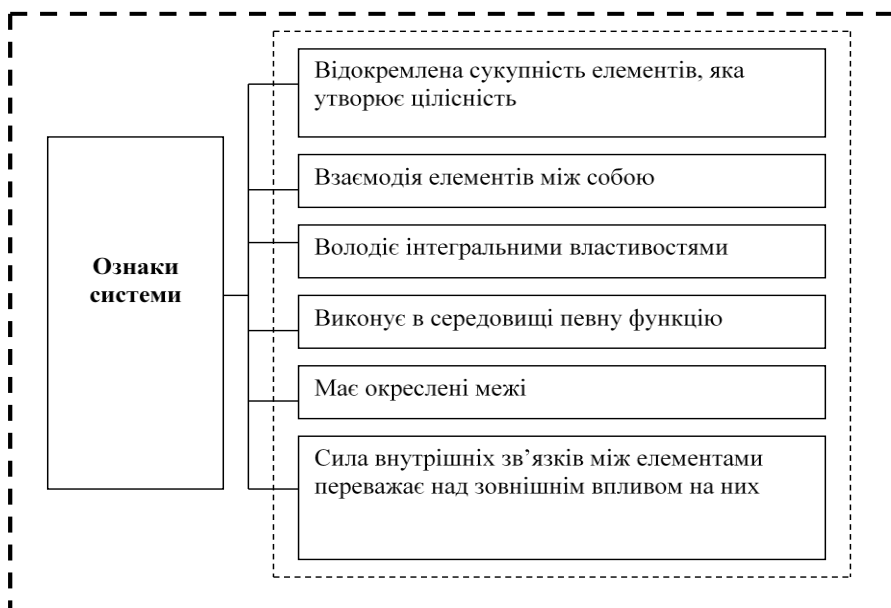 Відокремлена сукупність елементів, яка
утворює цілісність
Взаємодія елементів між собою
Володіє інтегральними властивостями
Ознаки
системи
Виконує в середовищі певну функцію
Має окреслені межі
Сила внутрішніх зв’язків між елементами
переважає над зовнішнім впливом на них